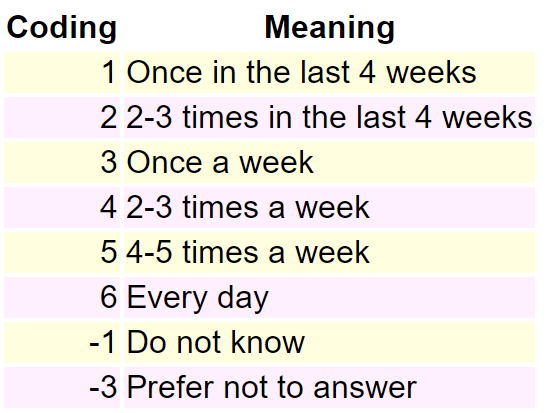 Coding Meaning
1 Once in the last 4 weeks
2 2-3 times in the last 4 weeks
3 Once a week
4 2-3 times a week
5 4-5 times a week
6 Every day
-1 Do not know
-3 Prefer not to answer